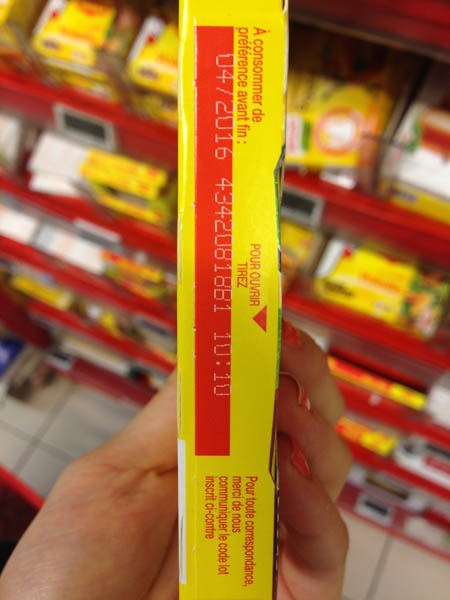 À consommer de
préférence avant fin :
04/2016 4342081881 10:10
POUR OUVRIR
TIREZ
Pour toute correspondance,
merci de nous
communiquer le code lot
inscrit ci-contre